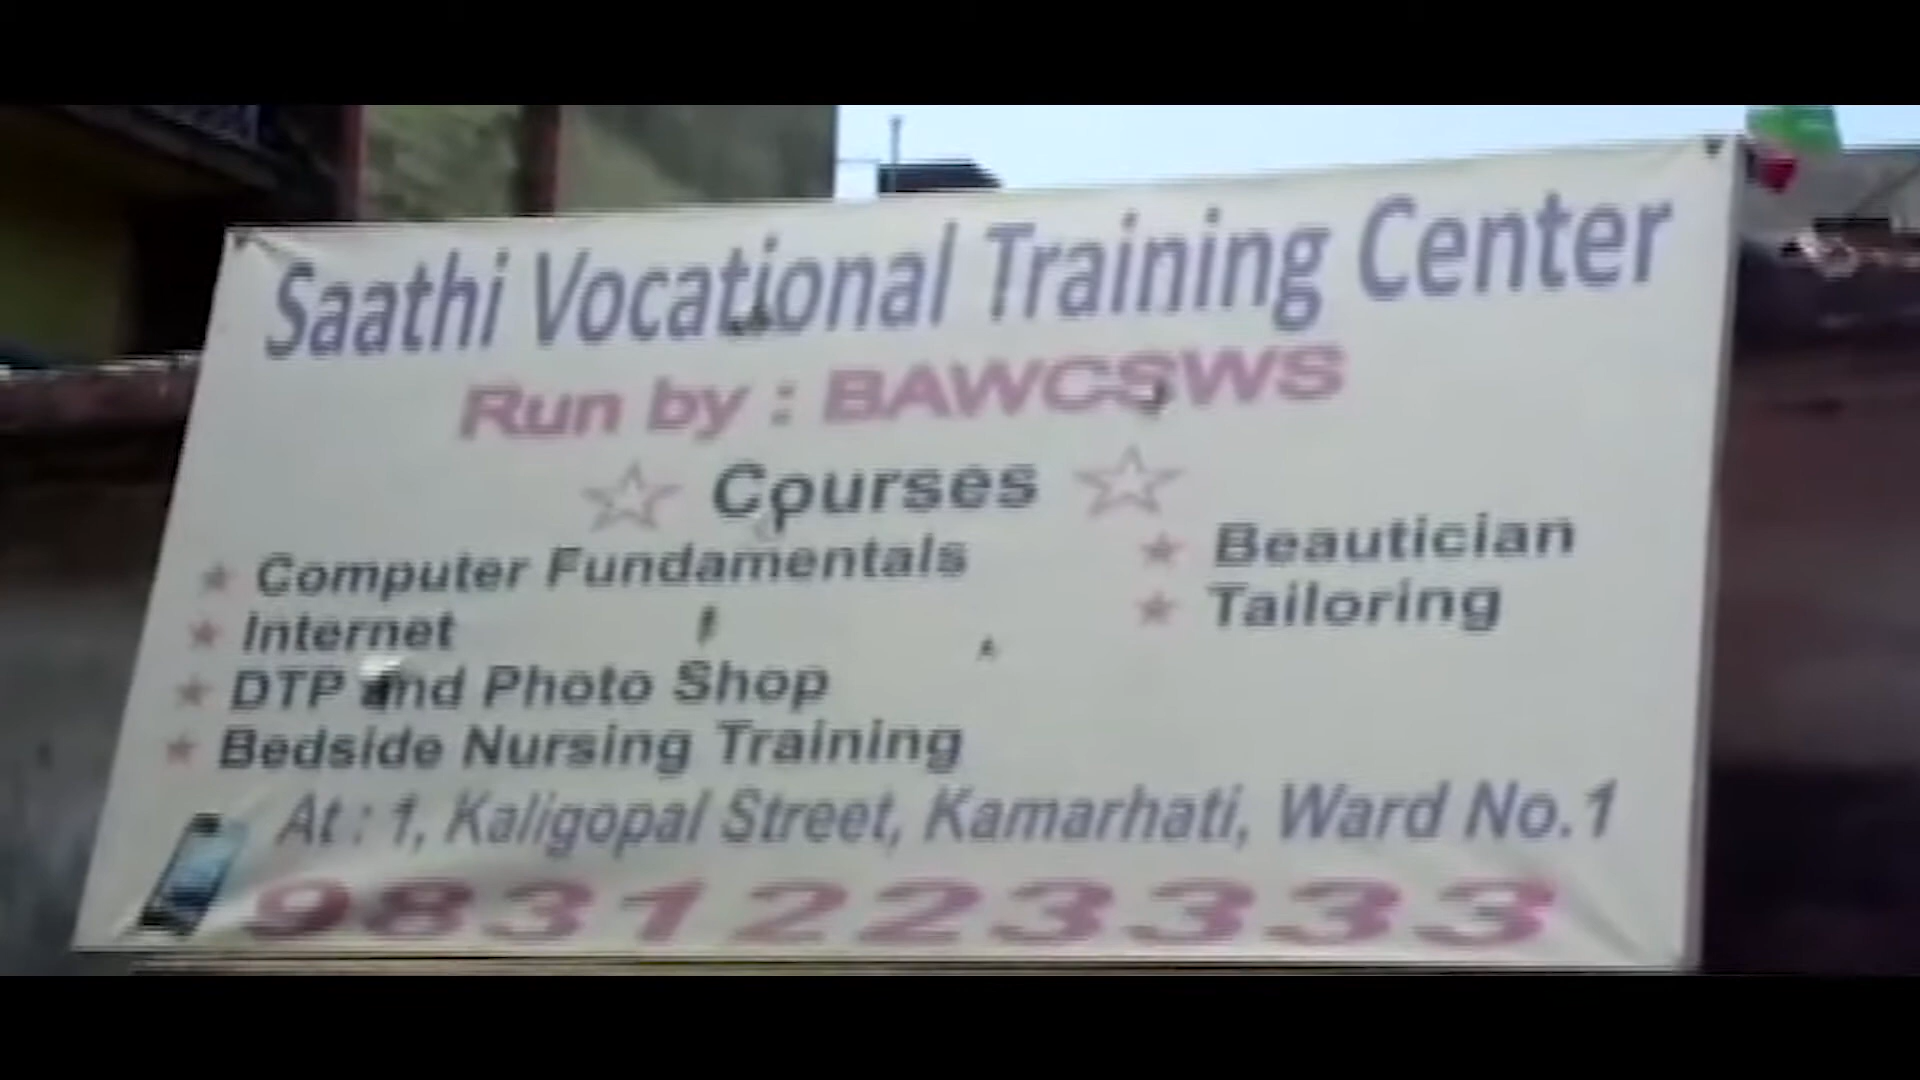 Saathi Vocational Training Center
Run by : BAWCSWS
Courses
Computer Fundamentals
Internet
DTP and Photo Shop
Bedside Nursing Training
Beautician
Tailoring
At : 1, Kaligopal Street, Kamarhati, Ward No.1
9831223333